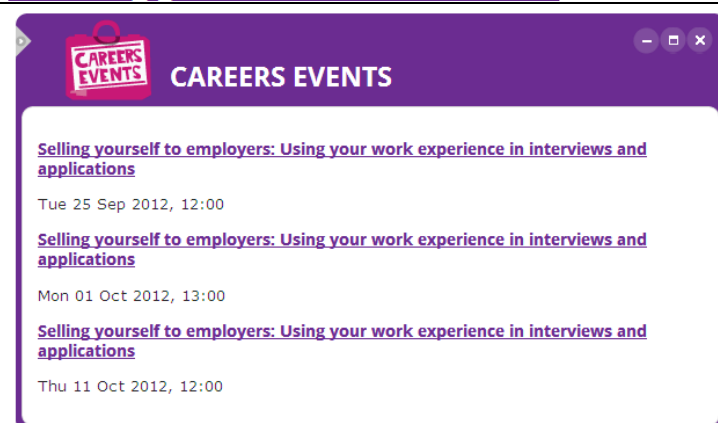 CAREERS
EVENTS
CAREERS EVENTS
Selling yourself to employers: Using your work experience in interviews and
applications
Tue 25 Sep 2012, 12:00
Selling yourself to employers: Using your work experience in interviews and
applications
Mon 01 Oct 2012, 13:00
Selling yourself to employers: Using your work experience in interviews and
applications
Thu 11 Oct 2012, 12:00